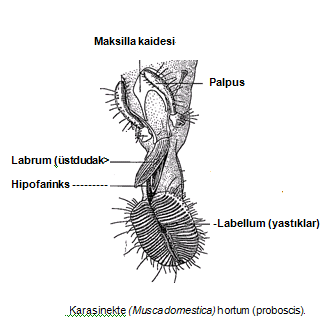 Maksilla kaidesi
Palpus
Labrum (üstdudak>
Hipofarinks ---------
-Labellum (yastıklar)
Karasinekte (Musca domestica) hortum (proboscis).